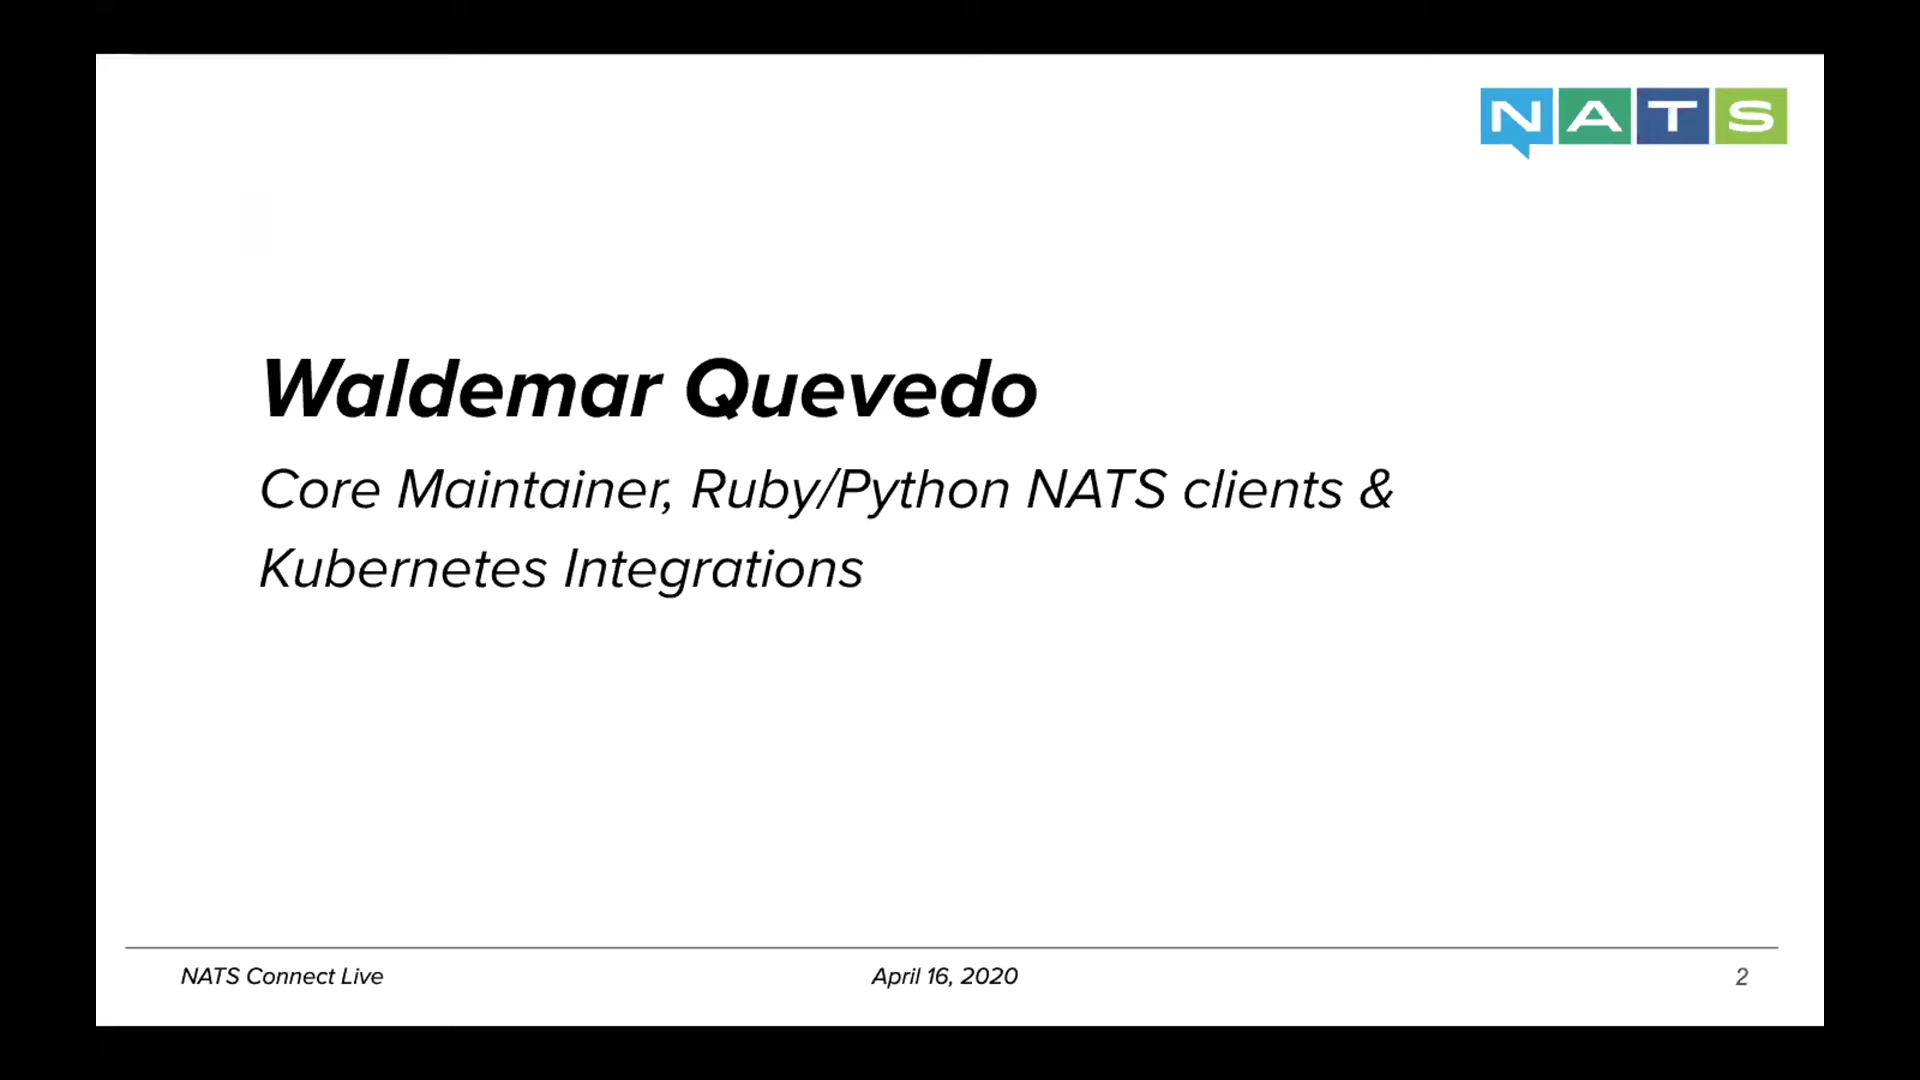 NATS
Waldemar Quevedo
Core Maintainer, Ruby/Python NATS clients &
Kubernetes Integrations
NATS Connect Live
April 16, 2020
2